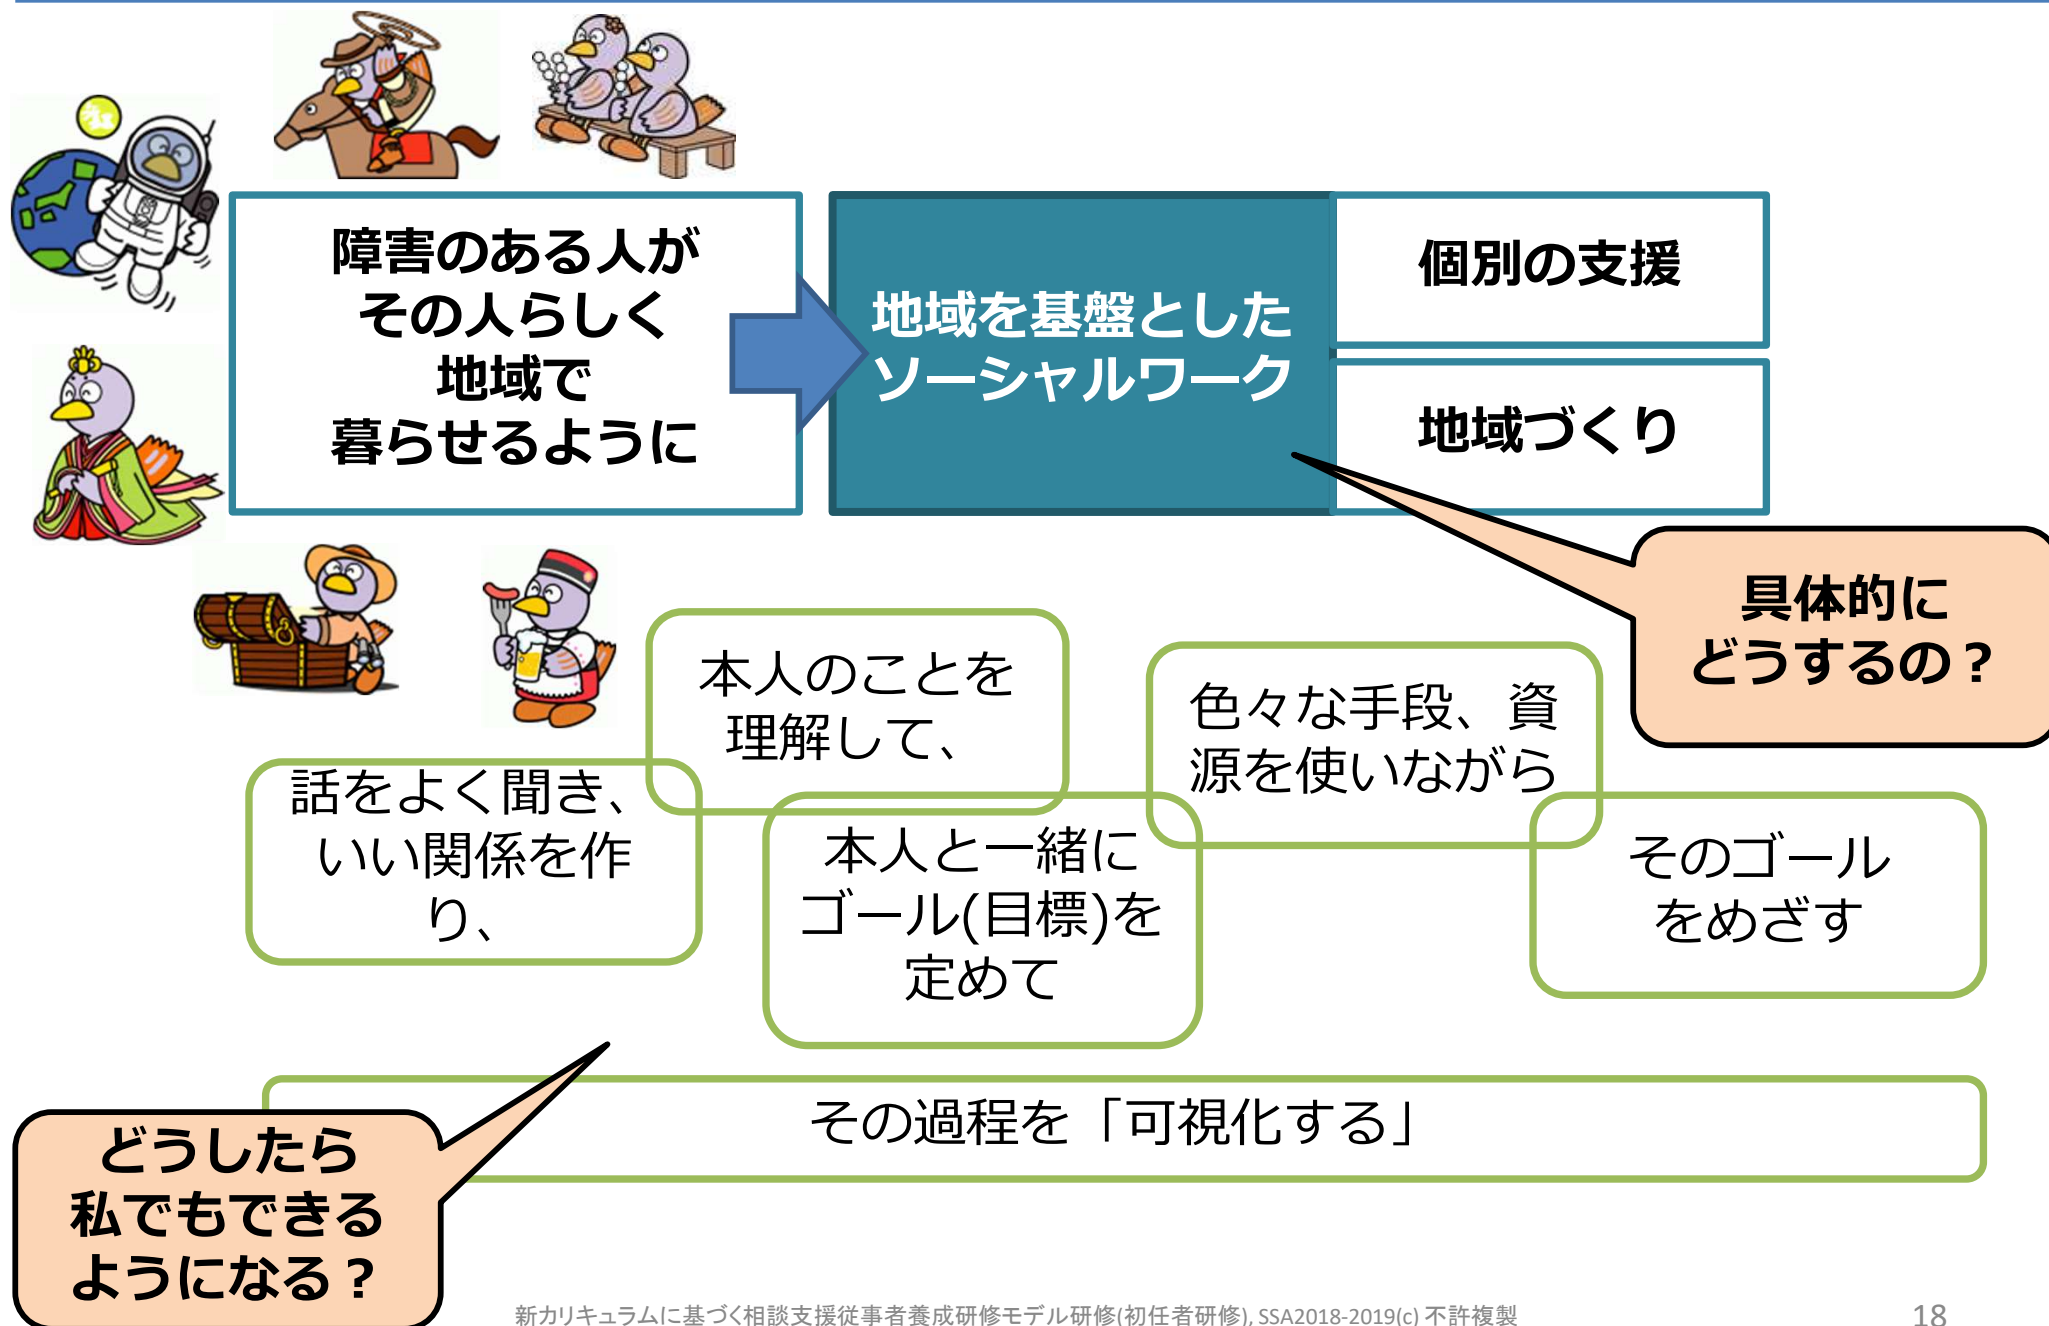 障害のある人が
その人らしく
地域で
暮らせるように
地域を基盤とした
ソーシャルワーク
個別の支援
地域づくり
具体的に
どうするの？
話をよく聞き、
いい関係を作
り、
本人のことを
理解して、
本人と一緒に
ゴール(目標)を
定めて
色々な手段、資
源を使いながら
そのゴール
をめざす
その過程を「可視化する」
どうしたら
私でもできる
ようになる？
新カリキュラムに基づく相談支援従事者養成研修モデル研修(初任者研修), SSA2018-2019(c) 不許複製
18